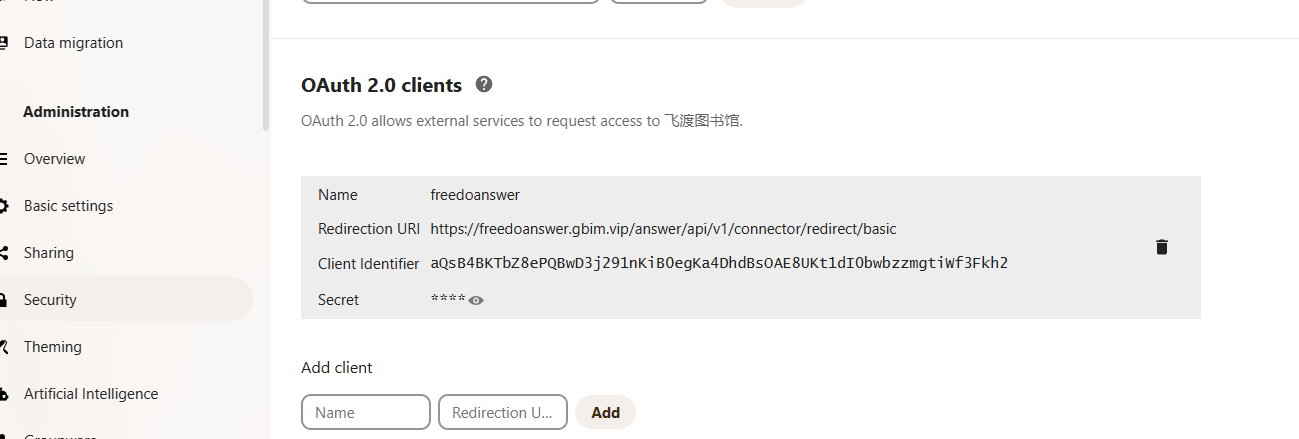 Data migration
Administration
Overview
Basic settings
Sharing
Security
Theming
Artificial Intelligence
OAuth 2.0 clients
OAuth 2.0 allows external services to request access to 飞渡图书馆.
Name freedoanswer
Redirection URI https://freedoanswer.gbim.vip/answer/api/v1/connector/redirect/basic
Client Identifier aQsB4BKTbZ8ePQBwD3j291nKiBOegKa4DhdBsOAE8UKt1dIObwbzzmgtiWf3Fkh2
Secret ****
Add client
Name Redirection U... Add